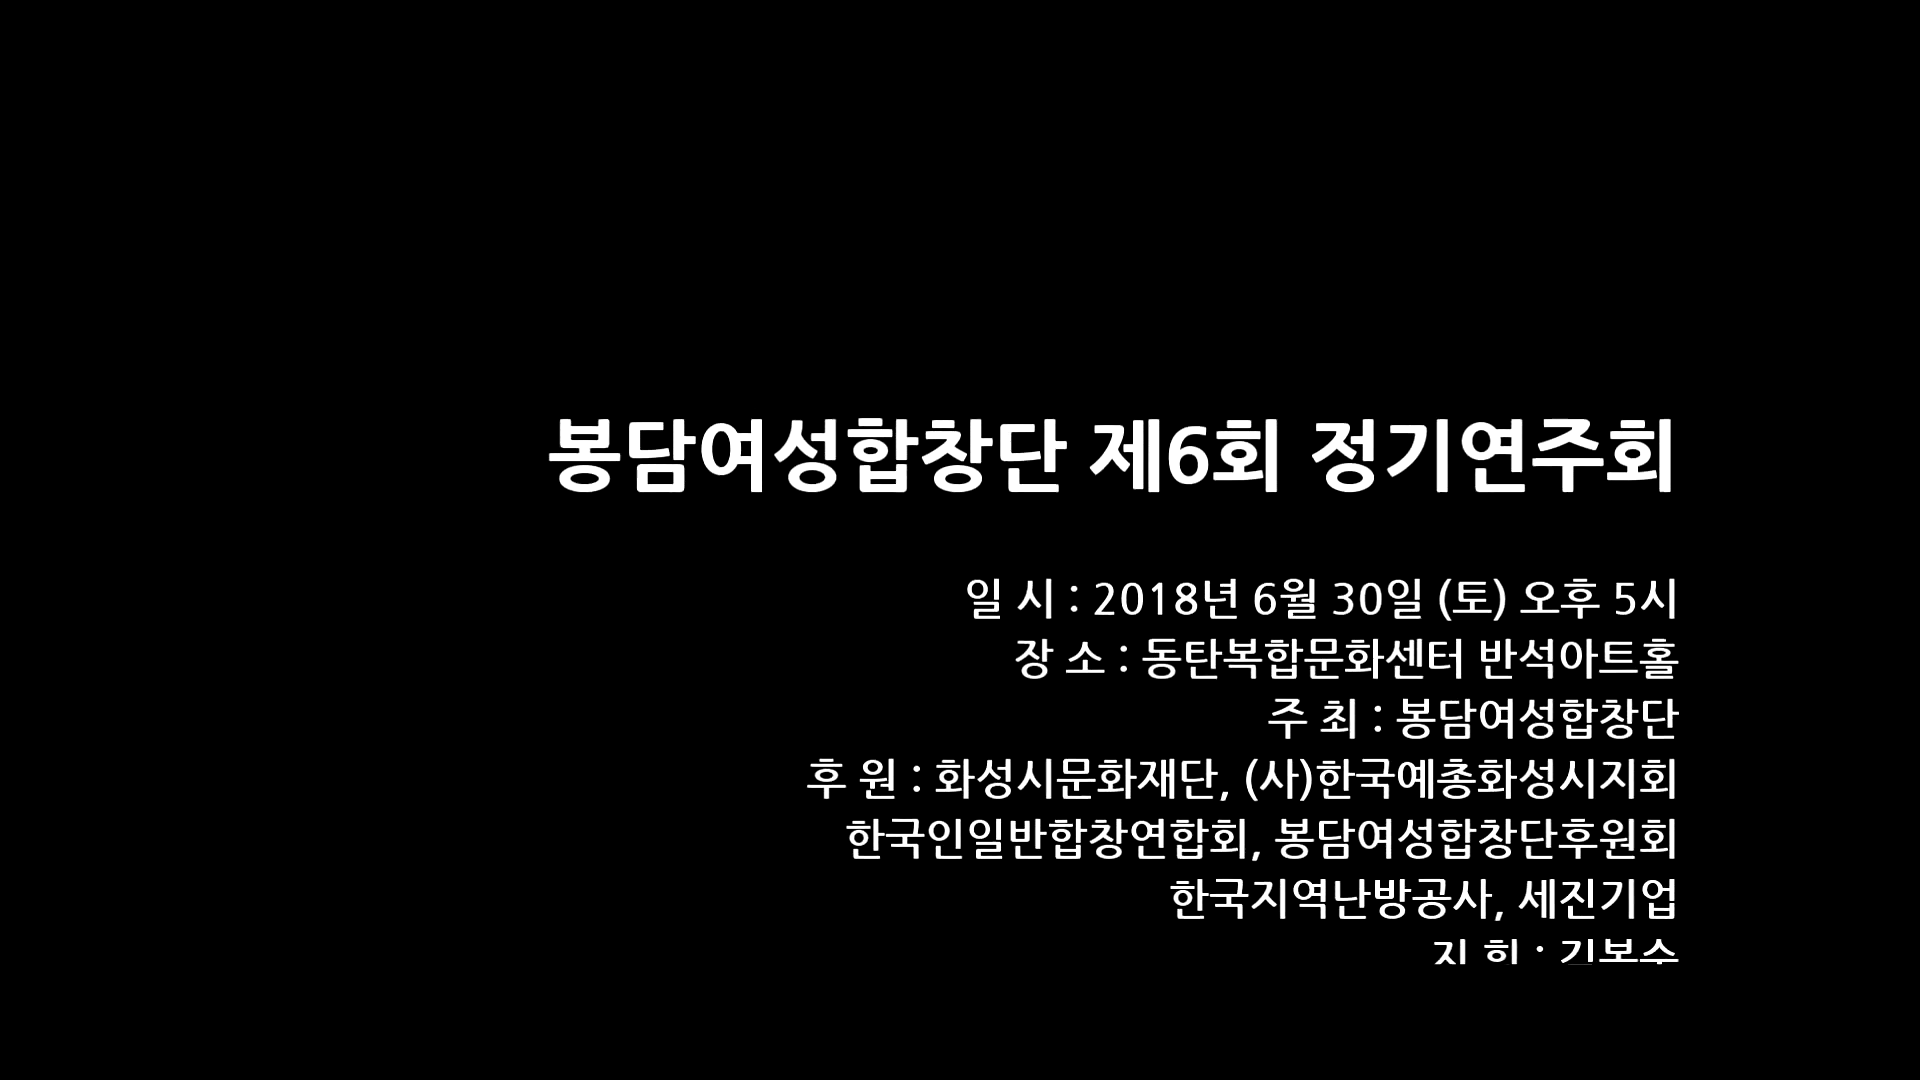 봉담여성합창단 제6회 정기연주회
일 시 : 2018년 6월 30일 (토) 오후 5시
장 소 : 동탄복합문화센터 반석아트홀
주 최 : 봉담여성합창단
후 원 : 화성시문화재단, (사)한국예총화성시지회
한국인일반합창연합회, 봉담여성합창단후원회
한국지역난방공사, 세진기업